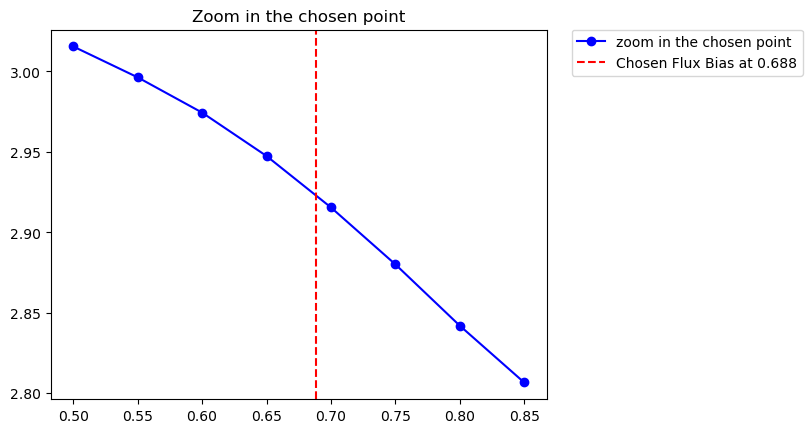 Zoom in the chosen point
zoom in the chosen point
Chosen Flux Bias at 0.688
3.00
2.95
2.90
2.85
2.80
0.50 0.55 0.60 0.65 0.70 0.75 0.80 0.85